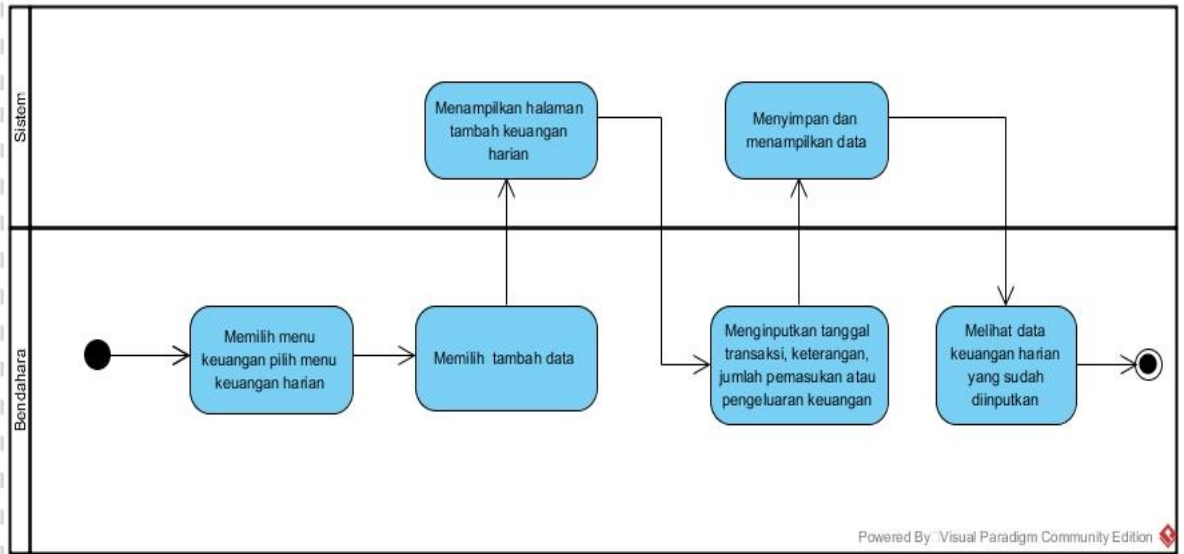 Sistem
Menampilkan halaman
tambah keuangan
harian
Menyimpan dan
menampilkan data
Bendahara
Memilih menu
keuangan pilih menu
keuangan harian
Memilih tambah data
Menginputkan tanggal
transaksi, keterangan,
jumlah pemasukan atau
pengeluaran keuangan
Melihat data
keuangan harian
yang sudah
diinputkan
Powered By Visual Paradigm Community Edition